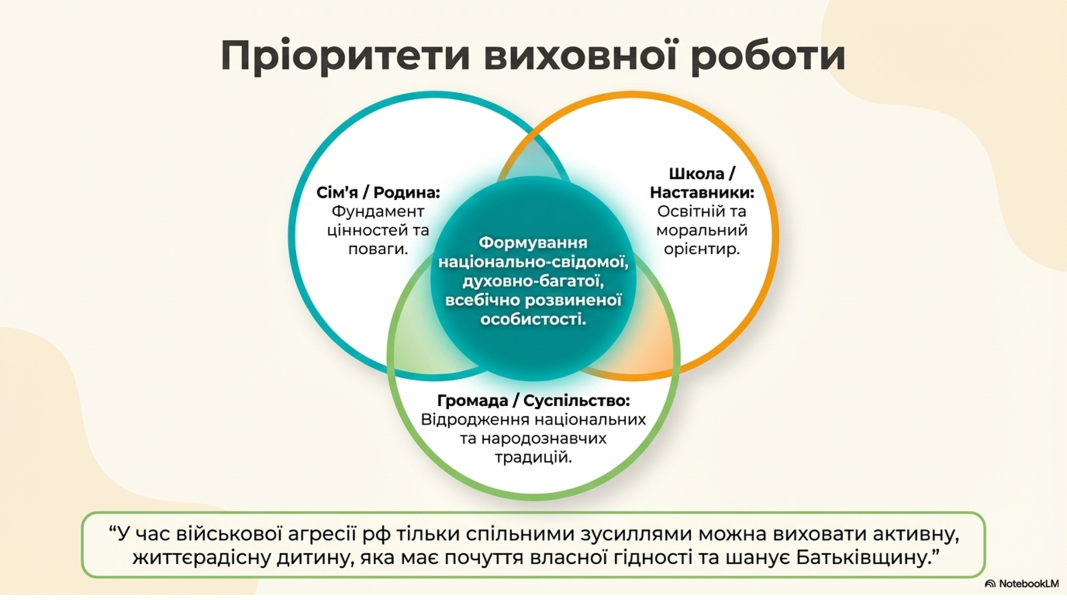 Пріоритети виховної роботи
Сім'я / Родина:
Фундамент
цінностей та
поваги.
Школа /
Наставники:
Освітній та
моральний
орієнтир.
Формування
національно-свідомої,
духовно-багатої,
всебічно розвиненої
особистості.
Громада / Суспільство:
Відродження національних
та народознавчих
традицій.
“У час військової агресії рф тільки спільними зусиллями можна виховати активну,
життєрадісну дитину, яка має почуття власної гідності та шанує Батьківщину.”
NotebookLM